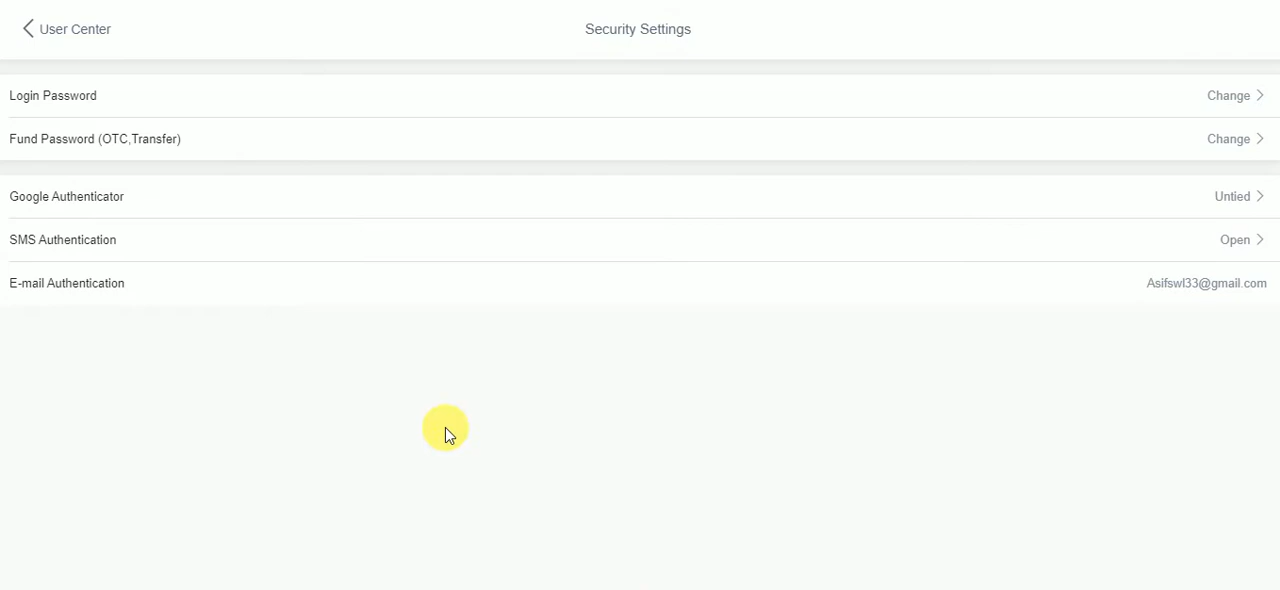 User Center
Security Settings
Login Password
Change
Fund Password (OTC,Transfer)
Change
Google Authenticator
Untied
SMS Authentication
Open
E-mail Authentication
Asifswl33@gmail.com